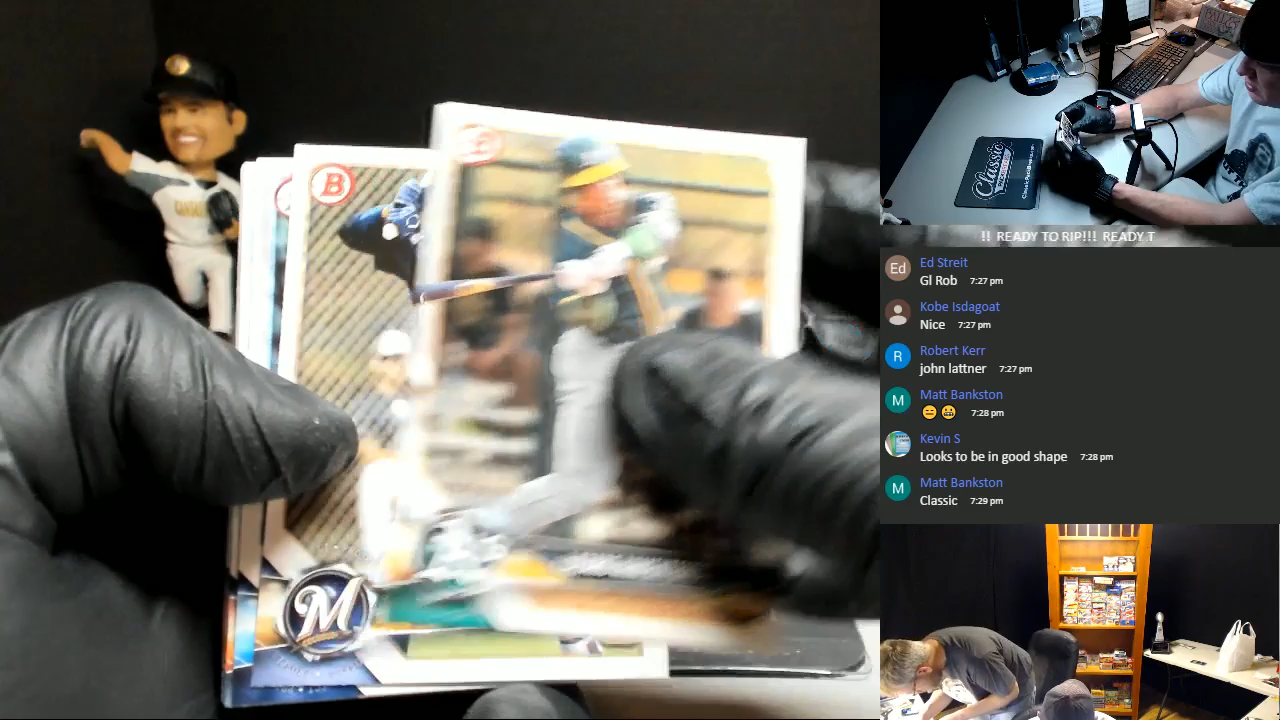 B
B
M
Classic
!! READY TO RIP!!! READY T
Ed
Ed Streit
Gl Rob 7:27 pm
Kobe Isdagoat
Nice 7:27 pm
R
Robert Kerr
john lattner 7:27 pm
M
Matt Bankston
😑 😬 7:28 pm
Kevin S
Looks to be in good shape 7:28 pm
M
Matt Bankston
Classic 7:29 pm